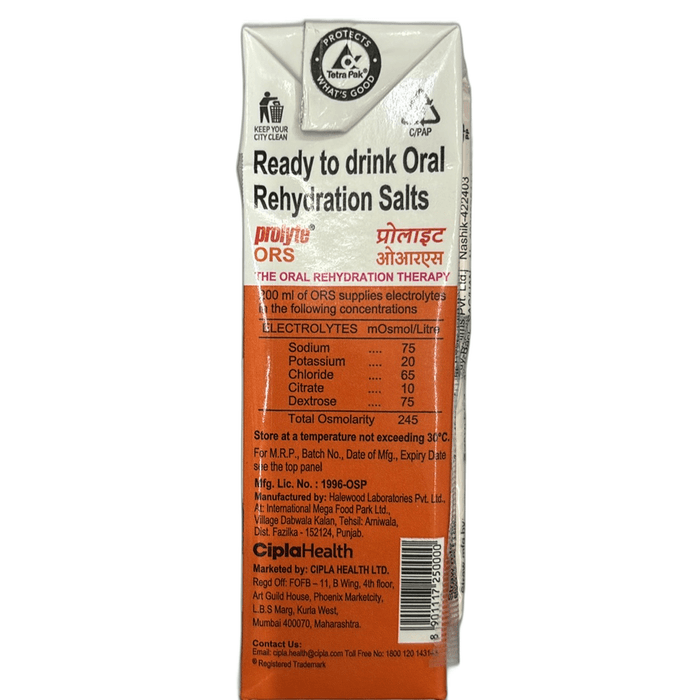 PROTECTS
Tetra Pak®
WHAT'S GOOD
KEEP YOUR
CITY CLEAN
C/PAP
Ready to drink Oral
Rehydration Salts
prolyte®
ORS
प्रोलाइट
ओआरएस
THE ORAL REHYDRATION THERAPY
200 ml of ORS supplies electrolytes
in the following concentrations
ELECTROLYTES mOsmol/Litre
Sodium .... 75
Potassium .... 20
Chloride .... 65
Citrate .... 10
Dextrose .... 75
Total Osmolarity 245
Store at a temperature not exceeding 30°C.
For M.R.P., Batch No., Date of Mfg., Expiry Date
see the top panel
Mfg. Lic. No. : 1996-OSP
Manufactured by: Halewood Laboratories Pvt. Ltd.,
At: International Mega Food Park Ltd.,
Village Dabwala Kalan, Tehsil: Arniwala,
Dist. Fazilka - 152124, Punjab.
CiplaHealth
Marketed by: CIPLA HEALTH LTD.
Regd Off: FOFB – 11, B Wing, 4th floor,
Art Guild House, Phoenix Marketcity,
L.B.S Marg, Kurla West,
Mumbai 400070, Maharashtra.
Contact Us:
Email: cipla.health@cipla.com Toll Free No: 1800 120 1431
® Registered Trademark
8 901117 250000
Pvt. Ltd.
Nashik-422403